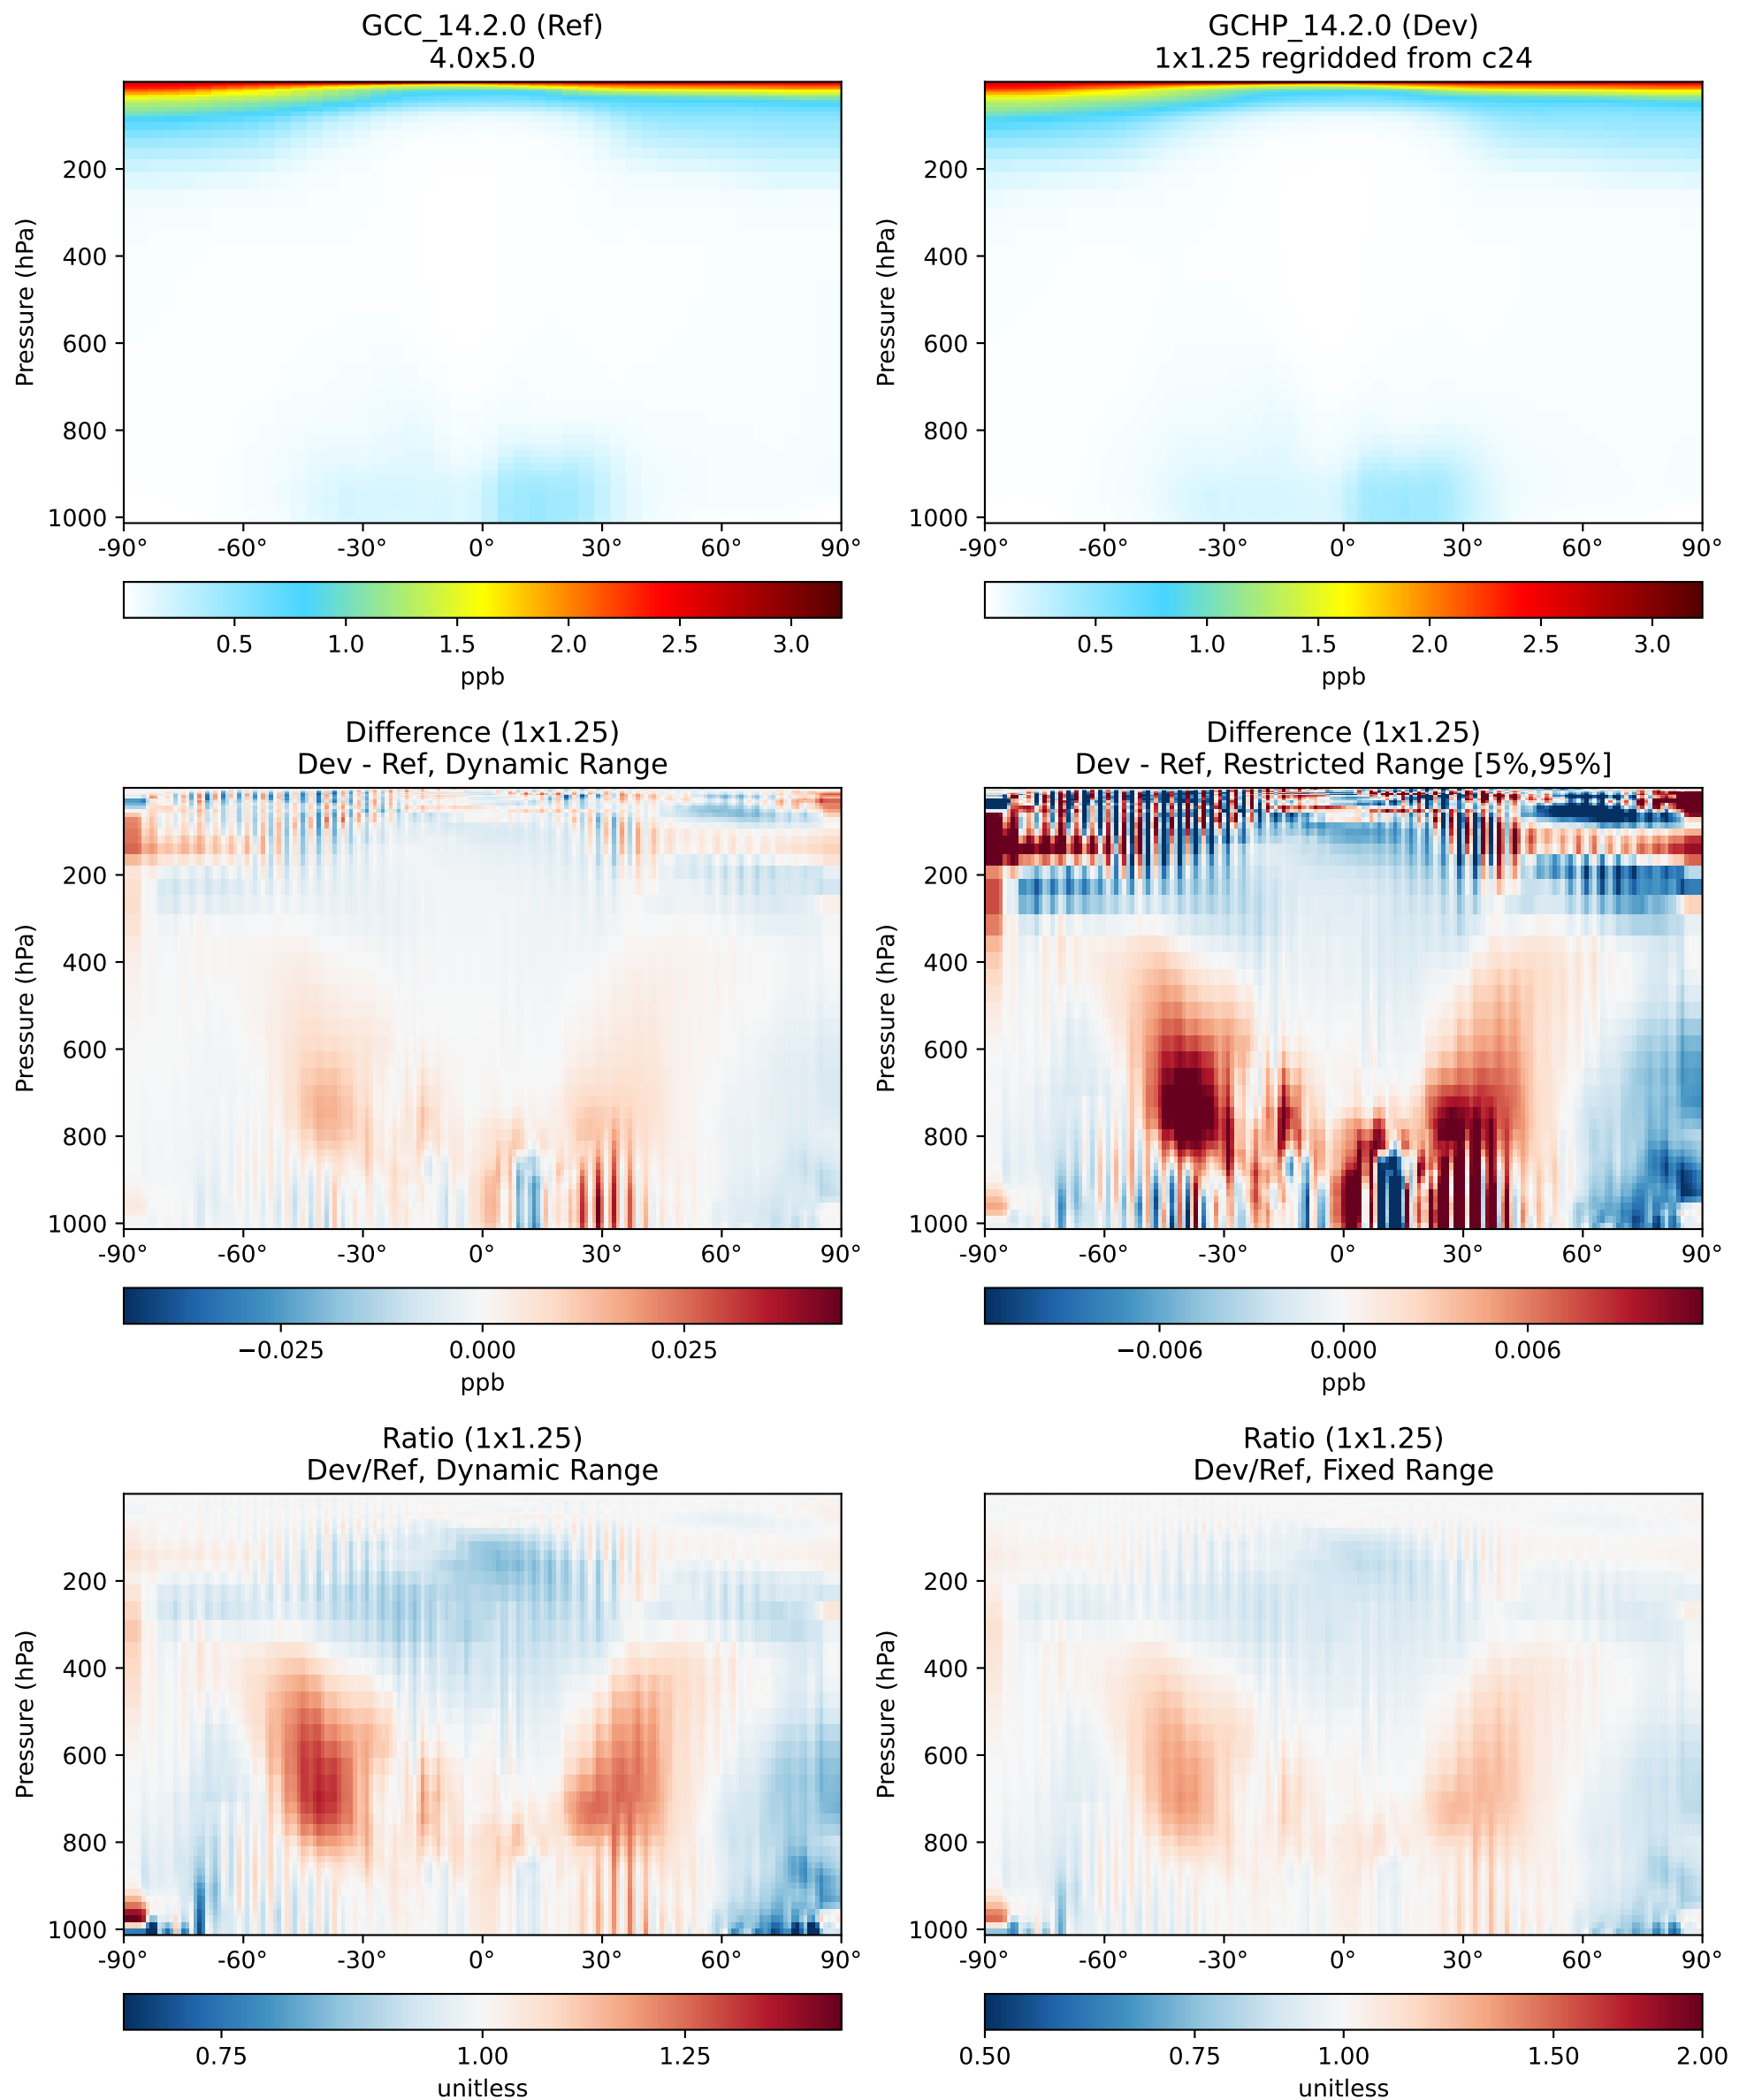 GCC_14.2.0 (Ref)
4.0x5.0
Pressure (hPa)
200
400
600
800
1000
-90° -60° -30° 0° 30° 60° 90°
0.5 1.0 1.5 2.0 2.5 3.0
ppb
GCHP_14.2.0 (Dev)
1x1.25 regridded from c24
Pressure (hPa)
200
400
600
800
1000
-90° -60° -30° 0° 30° 60° 90°
0.5 1.0 1.5 2.0 2.5 3.0
ppb
Difference (1x1.25)
Dev - Ref, Dynamic Range
Pressure (hPa)
200
400
600
800
1000
-90° -60° -30° 0° 30° 60° 90°
−0.025 0.000 0.025
ppb
Difference (1x1.25)
Dev - Ref, Restricted Range [5%,95%]
Pressure (hPa)
200
400
600
800
1000
-90° -60° -30° 0° 30° 60° 90°
−0.006 0.000 0.006
ppb
Ratio (1x1.25)
Dev/Ref, Dynamic Range
Pressure (hPa)
200
400
600
800
1000
-90° -60° -30° 0° 30° 60° 90°
0.75 1.00 1.25
unitless
Ratio (1x1.25)
Dev/Ref, Fixed Range
Pressure (hPa)
200
400
600
800
1000
-90° -60° -30° 0° 30° 60° 90°
0.50 0.75 1.00 1.50 2.00
unitless